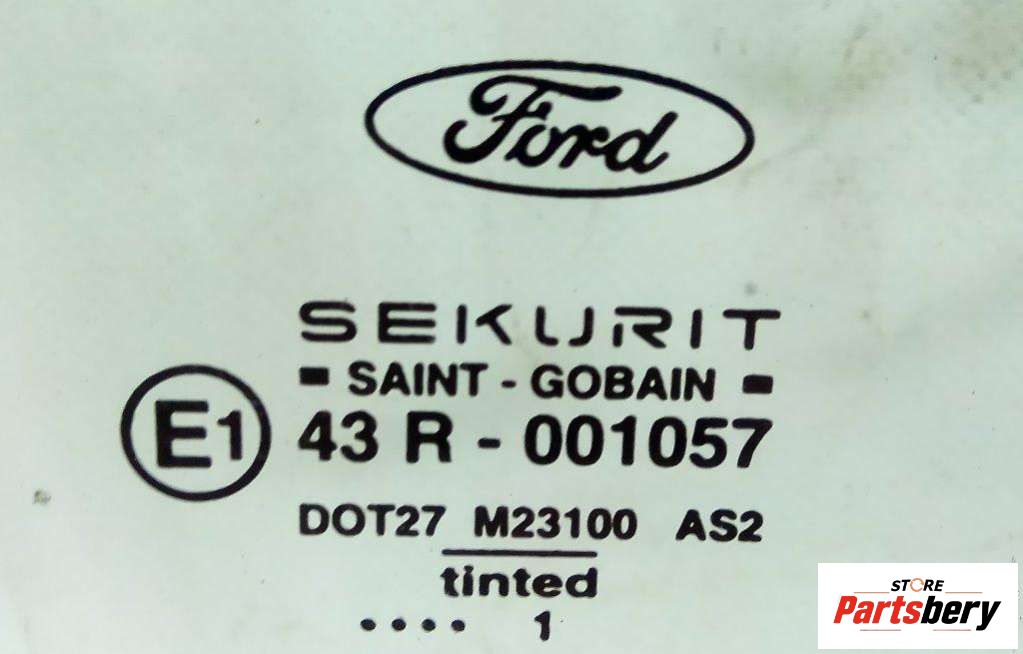 Ford
SEKURIT
- SAINT - GOBAIN -
E1
43 R - 001057
DOT27 M23100 AS2
tinted
•••• 1
STORE
Partsbery